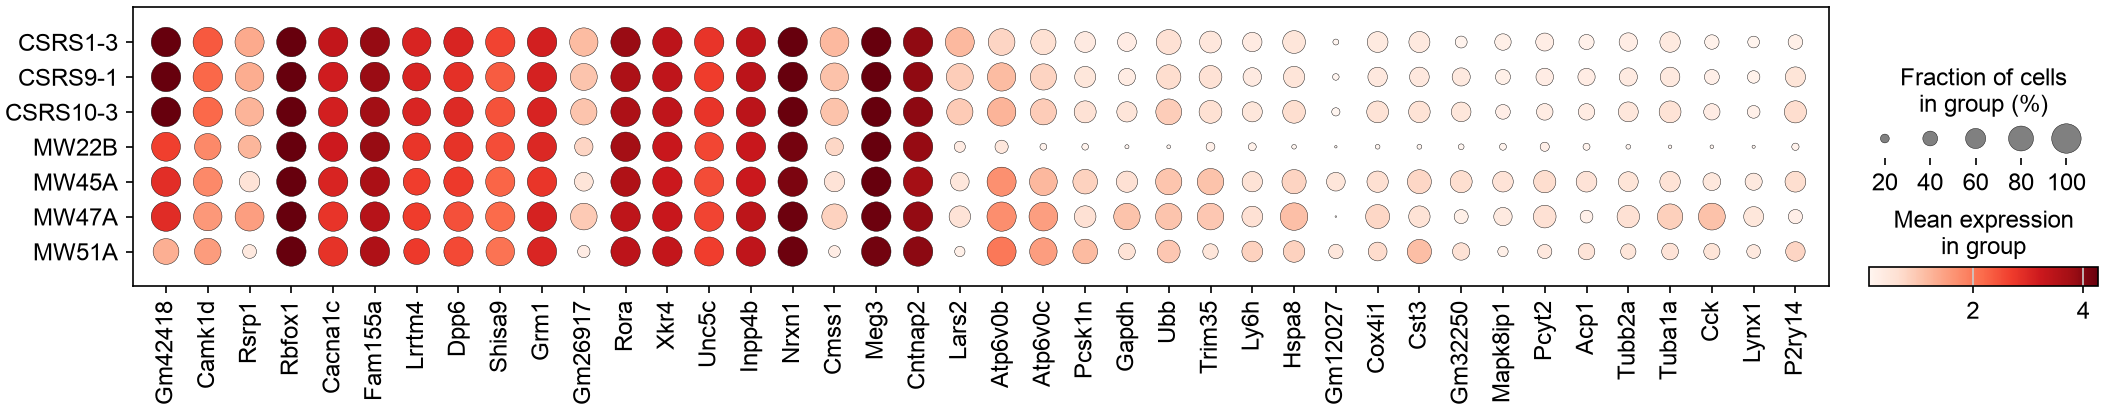 CSRS1-3
CSRS9-1
CSRS10-3
MW22B
MW45A
MW47A
MW51A
Gm42418
Camk1d
Rsrp1
Rbfox1
Cacna1c
Fam155a
Lrrtm4
Dpp6
Shisa9
Grm1
Gm26917
Rora
Xkr4
Unc5c
Inpp4b
Nrxn1
Cmss1
Meg3
Cntnap2
Lars2
Atp6v0b
Atp6v0c
Pcsk1n
Gapdh
Ubb
Trim35
Ly6h
Hspa8
Gm12027
Cox4i1
Cst3
Gm32250
Mapk8ip1
Pcyt2
Acp1
Tubb2a
Tuba1a
Cck
Lynx1
P2ry14
Fraction of cells
in group (%)
20 40 60 80 100
Mean expression
in group
2 4